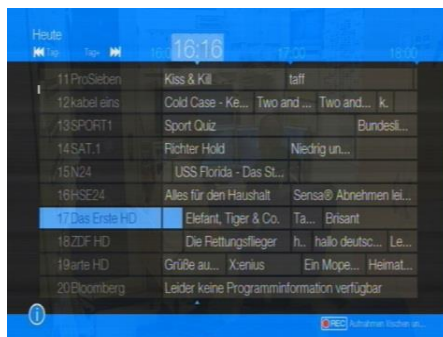 Heute
Tag- Tag+ 16:16 17:00 18:00
11 ProSieben Kiss & Kill taff
12 kabel eins Cold Case - Ke... Two and ... Two and... k.
13 SPORT1 Sport Quiz Bundesli...
14 SAT.1 Richter Hold Niedrig un...
15 N24 USS Florida - Das St...
16 HSE24 Alles für den Haushalt Sensa® Abnehmen lei...
17 Das Erste HD Elefant, Tiger & Co. Ta... Brisant
18 ZDF HD Die Rettungsflieger h.. hallo deutsc... Le...
19 arte HD Grüße au... X:enius Ein Mope... Heimat...
20 Bloomberg Leider keine Programminformation verfügbar
REC Aufnahmen löschen un...